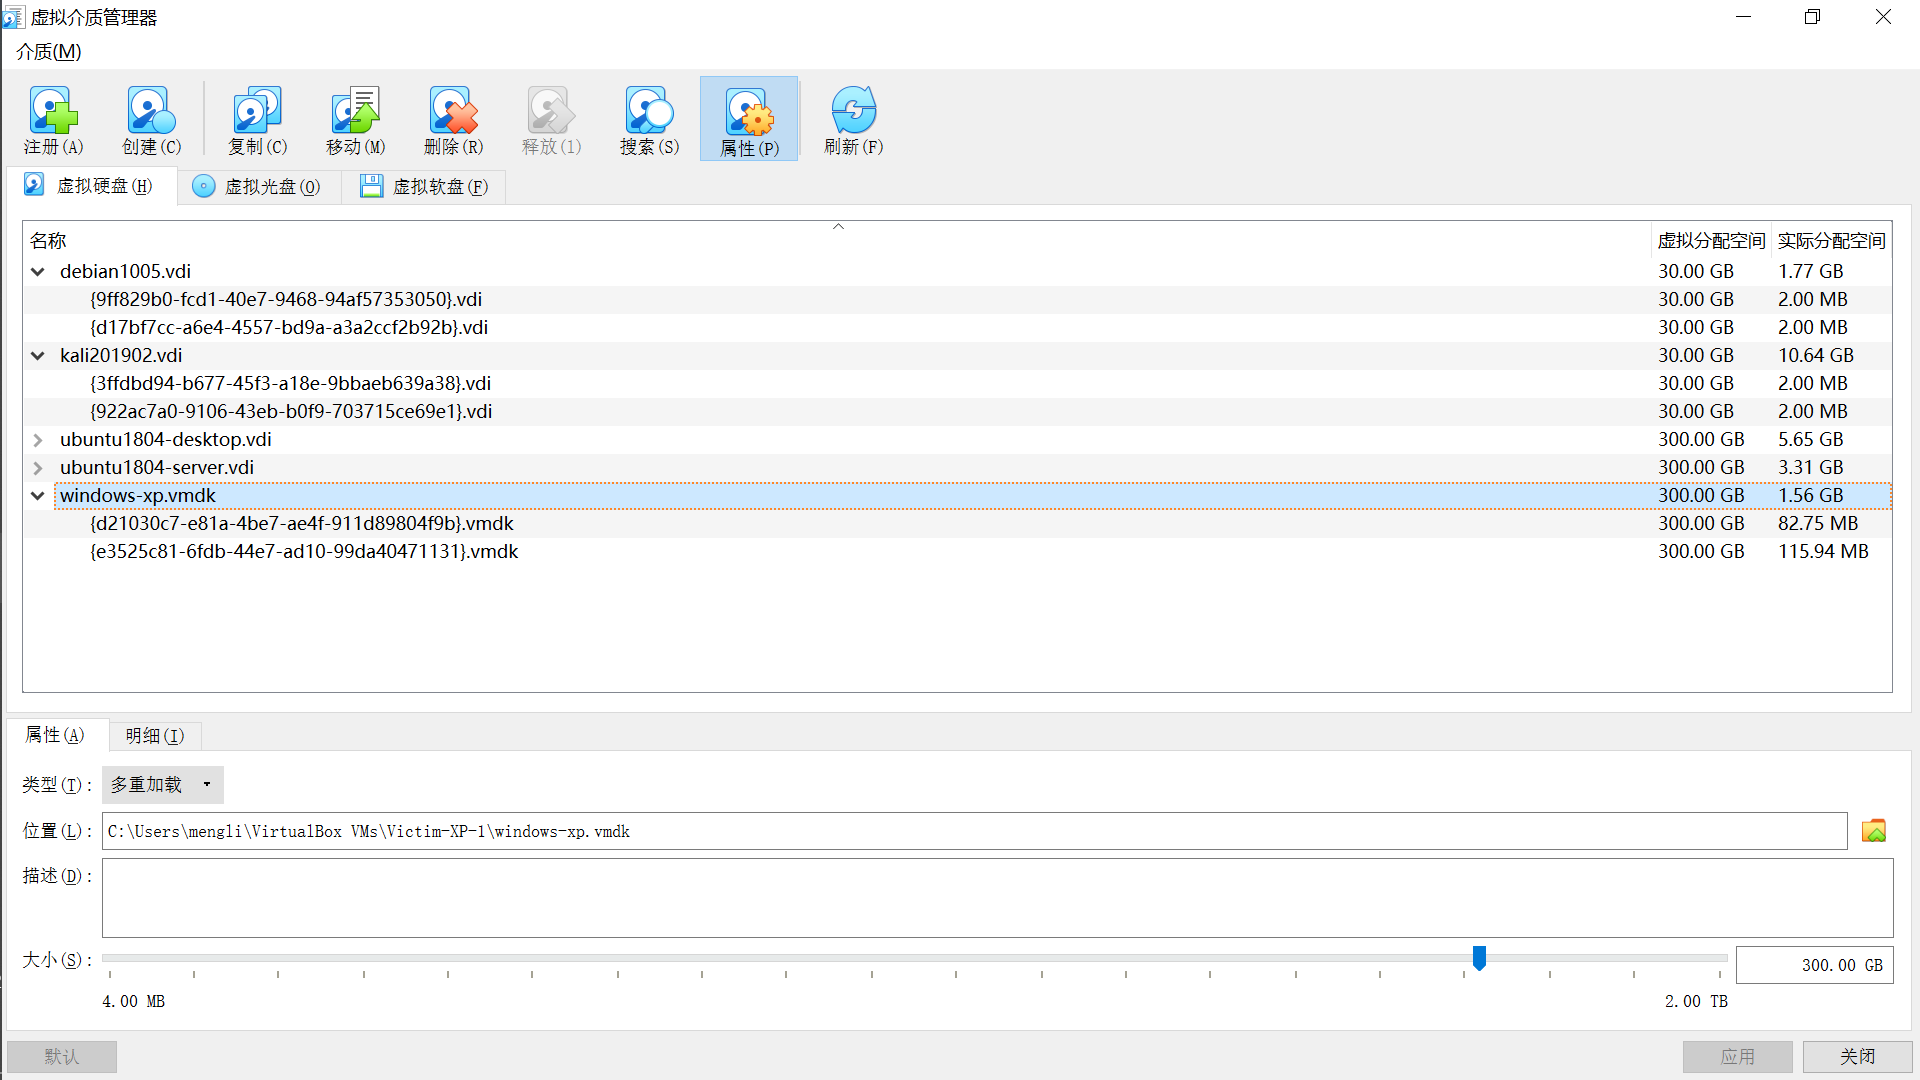 虚拟介质管理器
介质(M)
注册(A) 创建(C) 复制(C) 移动(M) 删除(R) 释放(1) 搜索(S) 属性(P) 刷新(F)
虚拟硬盘(H) 虚拟光盘(O) 虚拟软盘(F)
名称 虚拟分配空间 实际分配空间
debian1005.vdi 30.00 GB 1.77 GB
{9ff829b0-fcd1-40e7-9468-94af57353050}.vdi 30.00 GB 2.00 MB
{d17bf7cc-a6e4-4557-bd9a-a3a2ccf2b92b}.vdi 30.00 GB 2.00 MB
kali201902.vdi 30.00 GB 10.64 GB
{3ffdbd94-b677-45f3-a18e-9bbaeb639a38}.vdi 30.00 GB 2.00 MB
{922ac7a0-9106-43eb-b0f9-703715ce69e1}.vdi 30.00 GB 2.00 MB
ubuntu1804-desktop.vdi 300.00 GB 5.65 GB
ubuntu1804-server.vdi 300.00 GB 3.31 GB
windows-xp.vmdk 300.00 GB 1.56 GB
{d21030c7-e81a-4be7-ae4f-911d89804f9b}.vmdk 300.00 GB 82.75 MB
{e3525c81-6fdb-44e7-ad10-99da40471131}.vmdk 300.00 GB 115.94 MB
属性(A) 明细(I)
类型(T): 多重加载
位置(L): C:\Users\mengli\VirtualBox VMs\Victim-XP-1\windows-xp.vmdk
描述(D):
大小(S): 300.00 GB
4.00 MB 2.00 TB
默认 应用 关闭